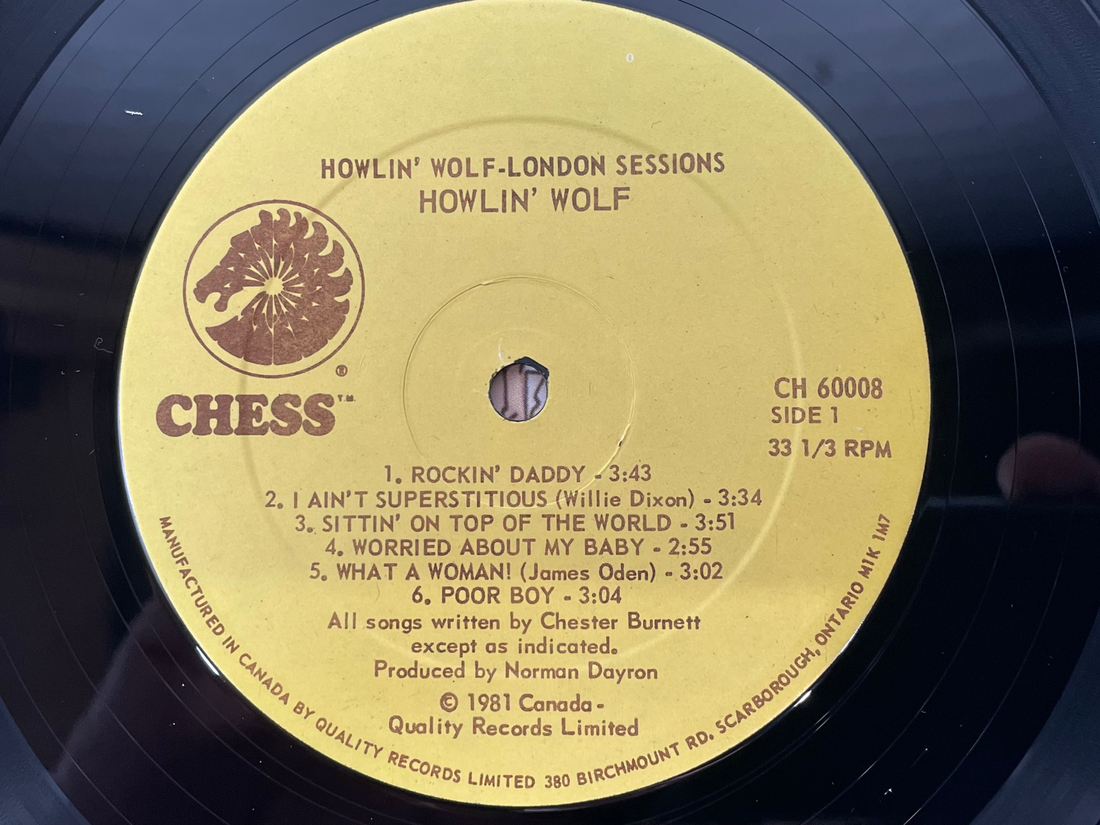 HOWLIN' WOLF-LONDON SESSIONS
HOWLIN' WOLF
®
CHESS™
CH 60008
SIDE 1
33 1/3 RPM
1. ROCKIN' DADDY - 3:43
2. I AIN'T SUPERSTITIOUS (Willie Dixon) - 3:34
3. SITTIN' ON TOP OF THE WORLD - 3:51
4. WORRIED ABOUT MY BABY - 2:55
5. WHAT A WOMAN! (James Oden) - 3:02
6. POOR BOY - 3:04
All songs written by Chester Burnett
except as indicated.
Produced by Norman Dayron
© 1981 Canada -
Quality Records Limited
MANUFACTURED IN CANADA BY QUALITY RECORDS LIMITED 380 BIRCHMOUNT RD. SCARBOROUGH, ONTARIO M1K 1M7